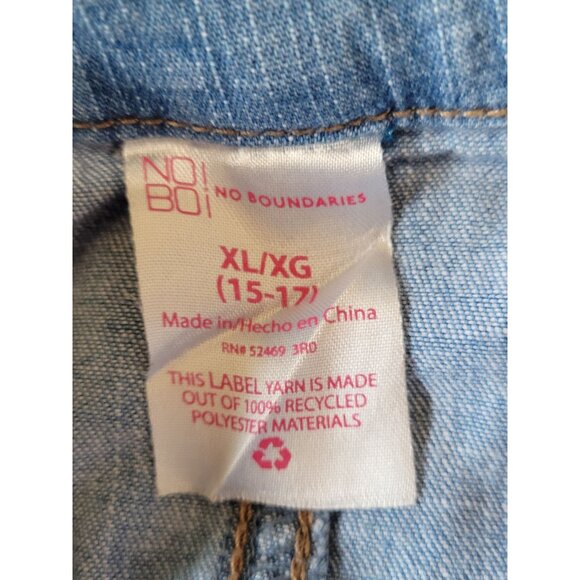 NO!
BO!
NO BOUNDARIES
XL/XG
(15-17)
Made in/Hecho en China
RN# 52469 3RD
THIS LABEL YARN IS MADE
OUT OF 100% RECYCLED
POLYESTER MATERIALS